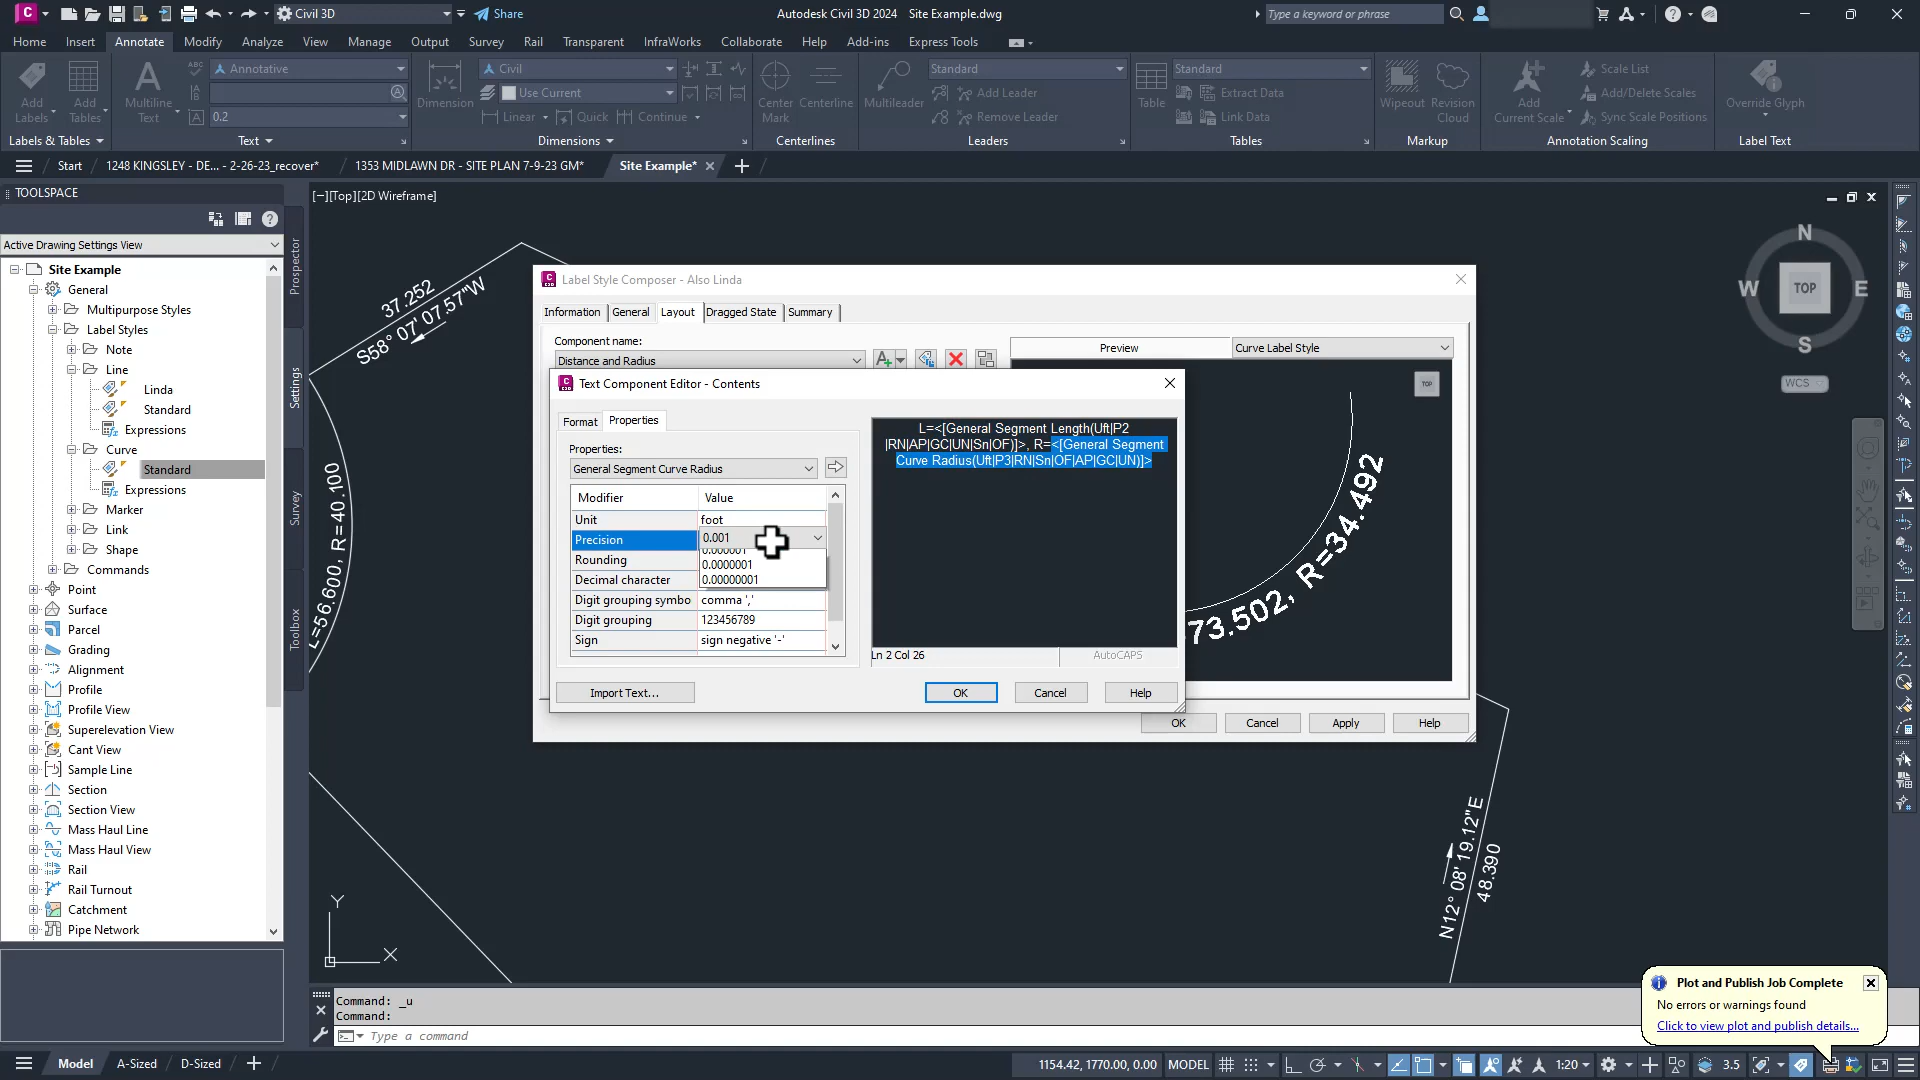 Civil 3D
Share
Autodesk Civil 3D 2024 Site Example.dwg
Type a keyword or phrase
Home Insert Annotate Modify Analyze View Manage Output Survey Rail Transparent InfraWorks Collaborate Help Add-ins Express Tools
Add Labels
Add Tables
Labels & Tables
Multiline Text
ABC
Annotative
0.2
Text
Dimension
Civil
Use Current
Linear Quick Continue
Dimensions
Center Mark
Centerline
Centerlines
Multileader
Standard
Add Leader
Remove Leader
Leaders
Table
Standard
Extract Data
Link Data
Tables
Wipeout
Revision Cloud
Markup
Add Current Scale
Scale List
Add/Delete Scales
Sync Scale Positions
Annotation Scaling
Override Glyph
Label Text
Start 1248 KINGSLEY - DE... - 2-26-23_recover* 1353 MIDLAWN DR - SITE PLAN 7-9-23 GM* Site Example*
TOOLSPACE
Active Drawing Settings View
Site Example
General
Multipurpose Styles
Label Styles
Note
Line
Linda
Standard
Expressions
Curve
Standard
Expressions
Marker
Link
Shape
Commands
Point
Surface
Parcel
Grading
Alignment
Profile
Profile View
Superelevation View
Cant View
Sample Line
Section
Section View
Mass Haul Line
Mass Haul View
Rail
Rail Turnout
Catchment
Pipe Network
Prospector
Settings
Survey
Toolbox
[−][Top][2D Wireframe]
37.252
S58° 07' 07.57"W
L=56.600, R=40.100
N12° 08' 19.12"E
48.390
N
W TOP E
S
WCS
Label Style Composer - Also Linda
Information General Layout Dragged State Summary
Component name:
Distance and Radius
Preview
Curve Label Style
TOP
73.502, R=34.492
OK Cancel Apply Help
Text Component Editor - Contents
Format Properties
Properties:
General Segment Curve Radius
Modifier Value
Unit foot
Precision 0.001
0.000001
Rounding 0.0000001
Decimal character 0.00000001
Digit grouping symbo comma ','
Digit grouping 123456789
Sign sign negative '-'
L=<[General Segment Length(Uft|P2
|RN|AP|GC|UN|Sn|OF)]>, R=<[General Segment
Curve Radius(Uft|P3|RN|Sn|OF|AP|GC|UN)]>
Ln 2 Col 26
AutoCAPS
Import Text... OK Cancel Help
Y
X
Command: _u
Command:
Type a command
Plot and Publish Job Complete
No errors or warnings found
Click to view plot and publish details...
Model A-Sized D-Sized
1154.42, 1770.00, 0.00 MODEL 1:20 3.5